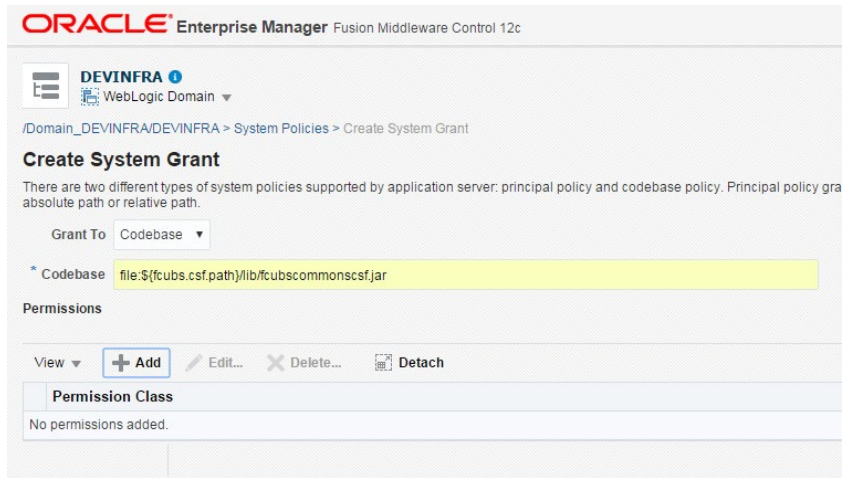 ORACLE Enterprise Manager Fusion Middleware Control 12c
DEVINFRA
WebLogic Domain
/Domain_DEVINFRA/DEVINFRA > System Policies > Create System Grant
Create System Grant
There are two different types of system policies supported by application server: principal policy and codebase policy. Principal policy gra
absolute path or relative path.
Grant To Codebase
* Codebase file:${fcubs.csf.path}/lib/fcubscommonscsf.jar
Permissions
View Add Edit... Delete... Detach
Permission Class
No permissions added.